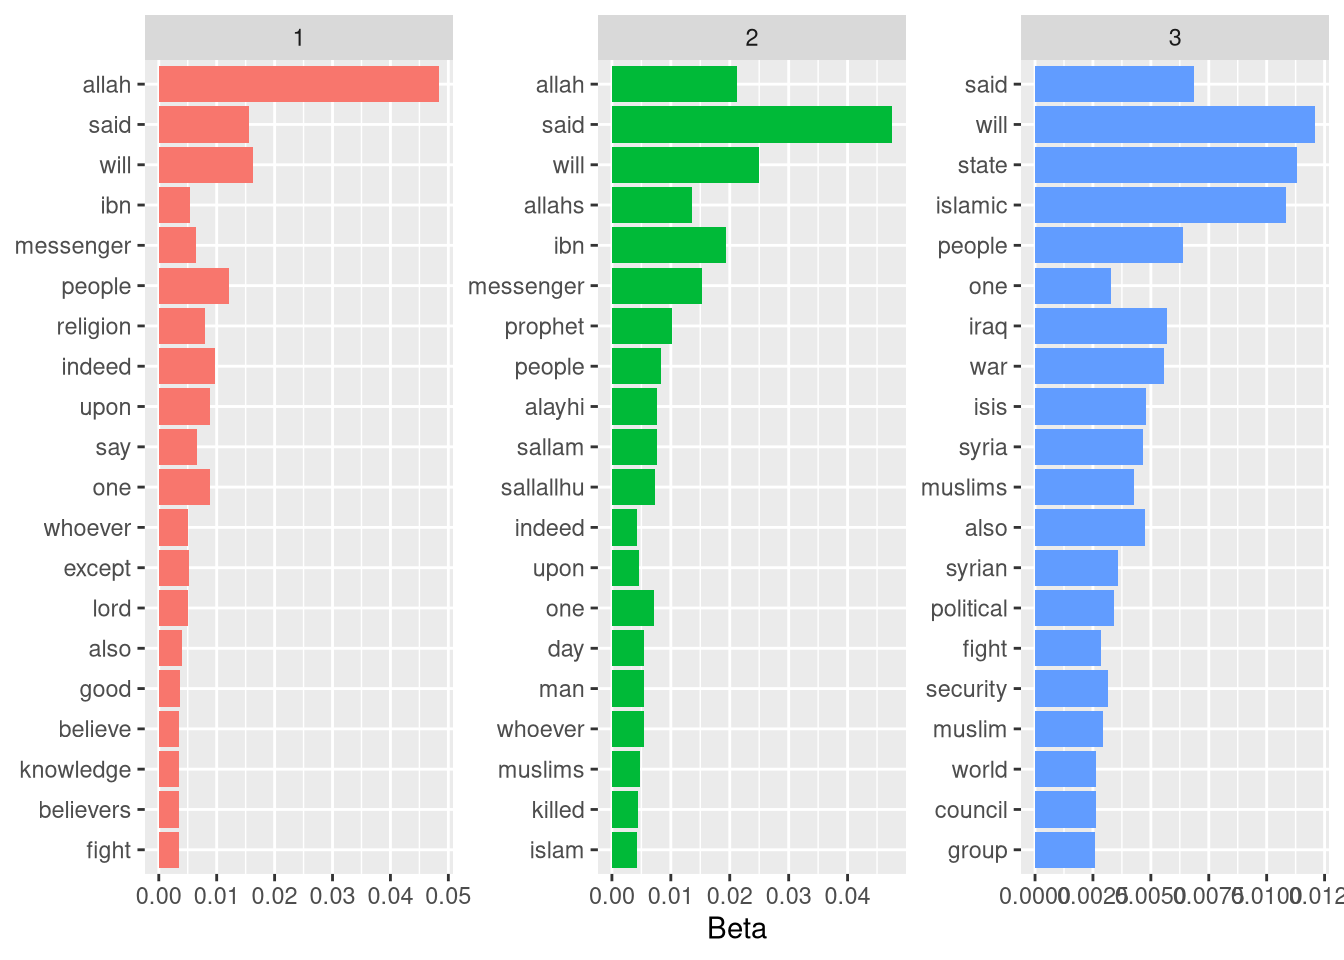 1
allah
said
will
ibn
messenger
people
religion
indeed
upon
say
one
whoever
except
lord
also
good
believe
knowledge
believers
fight
0.00 0.01 0.02 0.03 0.04 0.05
2
allah
said
will
allahs
ibn
messenger
prophet
people
alayhi
sallam
sallallhu
indeed
upon
one
day
man
whoever
muslims
killed
islam
0.00 0.01 0.02 0.03 0.04
3
said
will
state
islamic
people
one
iraq
war
isis
syria
muslims
also
syrian
political
fight
security
muslim
world
council
group
0.0000 0.0025 0.0050 0.0075 0.0100 0.012
Beta